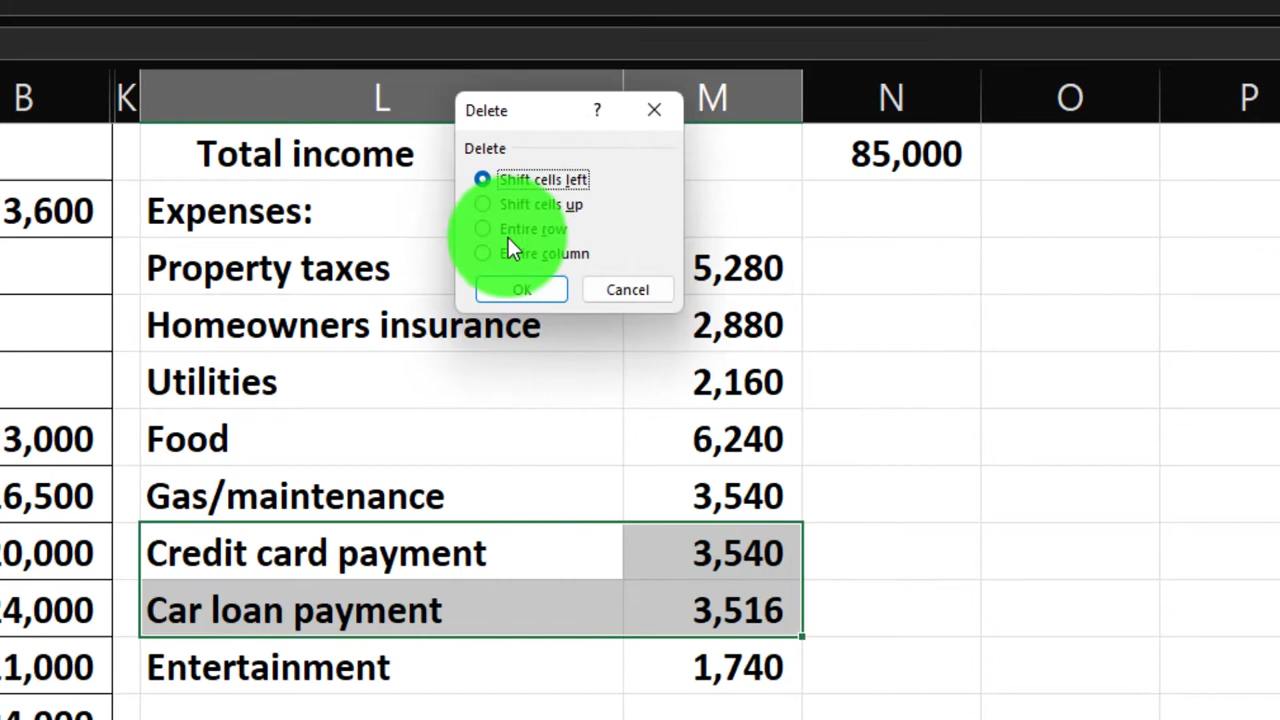 B K L M N O P
Delete ? ×
Delete
Shift cells left
Shift cells up
Entire row
Entire column
OK Cancel
Total income 85,000
3,600 Expenses:
Property taxes 5,280
Homeowners insurance 2,880
Utilities 2,160
3,000 Food 6,240
6,500 Gas/maintenance 3,540
0,000 Credit card payment 3,540
4,000 Car loan payment 3,516
1,000 Entertainment 1,740